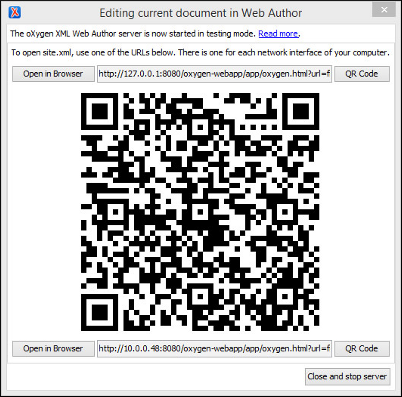 Editing current document in Web Author
The oXygen XML Web Author server is now started in testing mode. Read more.
To open site.xml, use one of the URLs below. There is one for each network interface of your computer.
Open in Browser http://127.0.0.1:8080/oxygen-webapp/app/oxygen.html?url=f QR Code
Open in Browser http://10.0.0.48:8080/oxygen-webapp/app/oxygen.html?url=f QR Code
Close and stop server